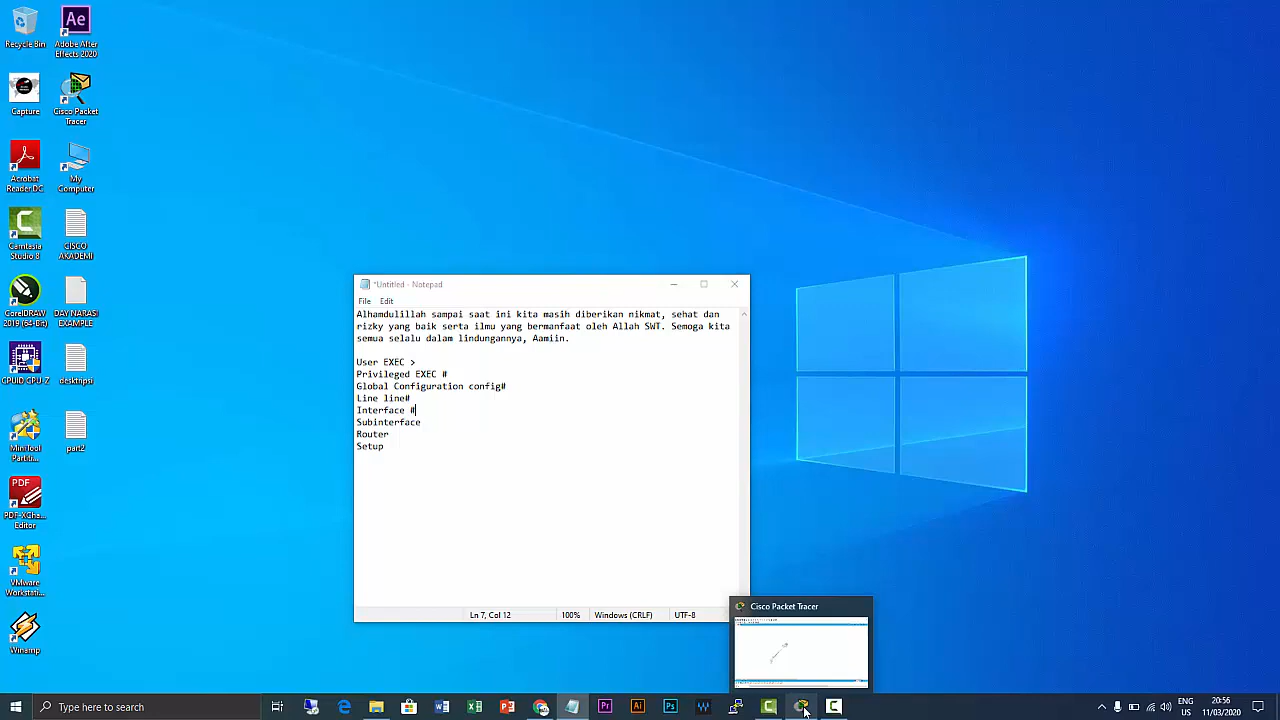 Recycle Bin
Adobe After
Effects 2020
Capture
Cisco Packet
Tracer
Acrobat
Reader DC
My
Computer
Camtasia
Studio 8
CISCO
AKADEMI
CorelDRAW
2019 (64-Bit)
DAY NARASI
EXAMPLE
CPUID CPU-Z
desktripsi
MiniTool
Partiti...
part2
PDF-XCha...
Editor
VMware
Workstati...
Winamp
*Untitled - Notepad
File Edit
Alhamdulillah sampai saat ini kita masih diberikan nikmat, sehat dan
rizky yang baik serta ilmu yang bermanfaat oleh Allah SWT. Semoga kita
semua selalu dalam lindungannya, Aamiin.
User EXEC >
Privileged EXEC #
Global Configuration config#
Line line#
Interface #
Subinterface
Router
Setup
Ln 7, Col 12 100% Windows (CRLF) UTF-8
Cisco Packet Tracer
Type here to search
ENG
US
20:56
11/03/2020